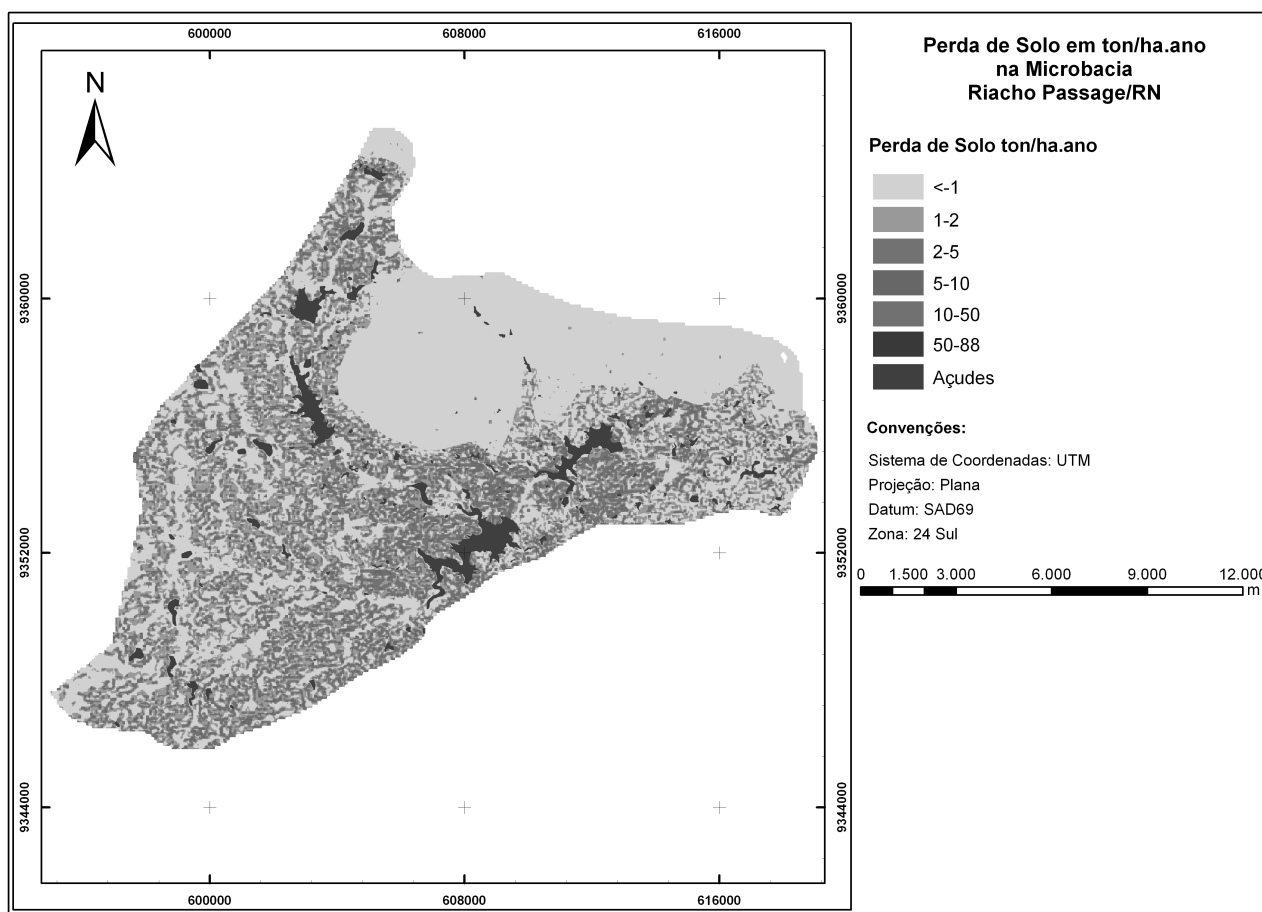 600000 608000 616000
N
9360000 9360000
9352000 9352000
9344000 9344000
600000 608000 616000
Perda de Solo em ton/ha.ano
na Microbacia
Riacho Passage/RN
Perda de Solo ton/ha.ano
<-1
1-2
2-5
5-10
10-50
50-88
Açudes
Convenções:
Sistema de Coordenadas: UTM
Projeção: Plana
Datum: SAD69
Zona: 24 Sul
0 1.500 3.000 6.000 9.000 12.000
m